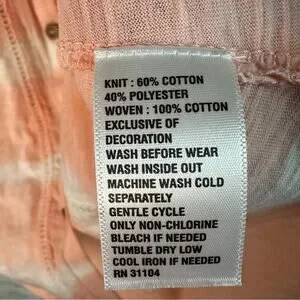 KNIT : 60% COTTON
40% POLYESTER
WOVEN : 100% COTTON
EXCLUSIVE OF
DECORATION
WASH BEFORE WEAR
WASH INSIDE OUT
MACHINE WASH COLD
SEPARATELY
GENTLE CYCLE
ONLY NON-CHLORINE
BLEACH IF NEEDED
TUMBLE DRY LOW
COOL IRON IF NEEDED
RN 31104